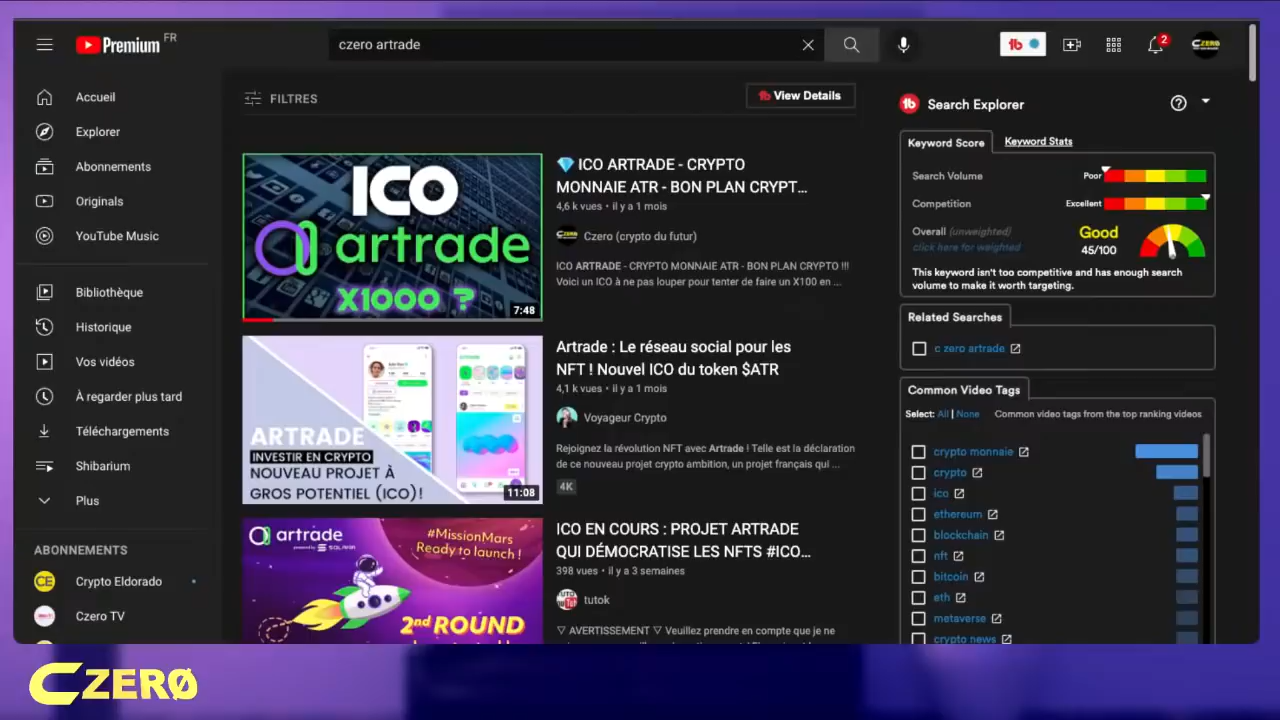 Premium FR
czero artrade
2
CZERO
Accueil
Explorer
Abonnements
Originals
YouTube Music
Bibliothèque
Historique
Vos vidéos
À regarder plus tard
Téléchargements
Shibarium
Plus
ABONNEMENTS
CE
Crypto Eldorado
Czero TV
FILTRES
View Details
ICO
artrade
X1000 ?
7:48
💎 ICO ARTRADE - CRYPTO
MONNAIE ATR - BON PLAN CRYPT...
4,6 k vues • il y a 1 mois
Czero (crypto du futur)
ICO ARTRADE - CRYPTO MONNAIE ATR - BON PLAN CRYPTO !!!
Voici un ICO à ne pas louper pour tenter de faire un X100 en ...
ARTRADE
INVESTIR EN CRYPTO
NOUVEAU PROJET À
GROS POTENTIEL (ICO)!
11:08
Artrade : Le réseau social pour les
NFT ! Nouvel ICO du token $ATR
4,1 k vues • il y a 1 mois
Voyageur Crypto
Rejoignez la révolution NFT avec Artrade ! Telle est la déclaration
de ce nouveau projet crypto ambition, un projet français qui ...
4K
artrade
powered by SOLANA
#MissionMars
Ready to launch !
2nd ROUND
ICO EN COURS : PROJET ARTRADE
QUI DÉMOCRATISE LES NFTS #ICO...
398 vues • il y a 3 semaines
tutok
▽ AVERTISSEMENT ▽ Veuillez prendre en compte que je ne
Search Explorer
Keyword Score
Keyword Stats
Search Volume
Poor
Competition
Excellent
Overall (unweighted)
click here for weighted
Good
45/100
This keyword isn't too competitive and has enough search
volume to make it worth targeting.
Related Searches
c zero artrade
Common Video Tags
Select: All | None
Common video tags from the top ranking videos
crypto monnaie
crypto
ico
ethereum
blockchain
nft
bitcoin
eth
metaverse
crypto news
CZERØ